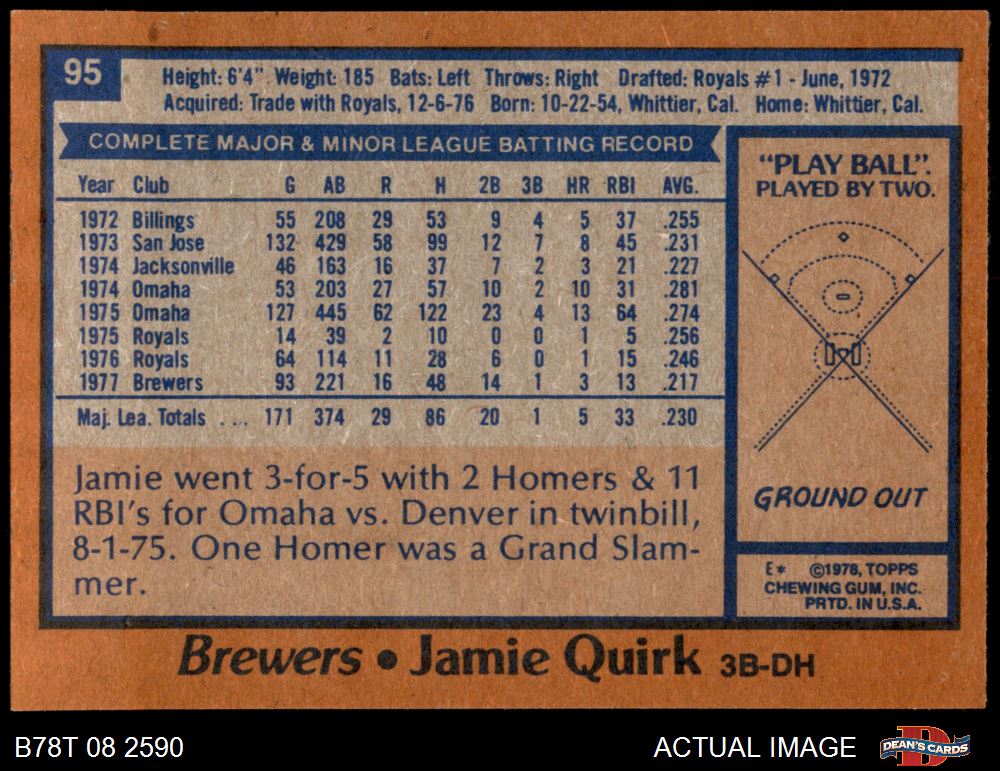 95
Height: 6'4". Weight: 185 Bats: Left Throws: Right Drafted: Royals #1 - June, 1972
Acquired: Trade with Royals, 12-6-76 Born: 10-22-54, Whittier, Cal. Home: Whittier, Cal.
COMPLETE MAJOR & MINOR LEAGUE BATTING RECORD
Year Club G AB R H 2B 3B HR RBI AVG.
1972 Billings 55 208 29 53 9 4 5 37 .255
1973 San Jose 132 429 58 99 12 7 8 45 .231
1974 Jacksonville 46 163 16 37 7 2 3 21 .227
1974 Omaha 53 203 27 57 10 2 10 31 .281
1975 Omaha 127 445 62 122 23 4 13 64 .274
1975 Royals 14 39 2 10 0 0 1 5 .256
1976 Royals 64 114 11 28 6 0 1 15 .246
1977 Brewers 93 221 16 48 14 1 3 13 .217
Maj. Lea. Totals .... 171 374 29 86 20 1 5 33 .230
Jamie went 3-for-5 with 2 Homers & 11
RBI's for Omaha vs. Denver in twinbill,
8-1-75. One Homer was a Grand Slam-
mer.
"PLAY BALL".
PLAYED BY TWO.
GROUND OUT
E* ©1978, TOPPS
CHEWING GUM, INC.
PRTD. IN U.S.A.
Brewers • Jamie Quirk 3B-DH
B78T 08 2590
ACTUAL IMAGE
DEAN'S CARDS